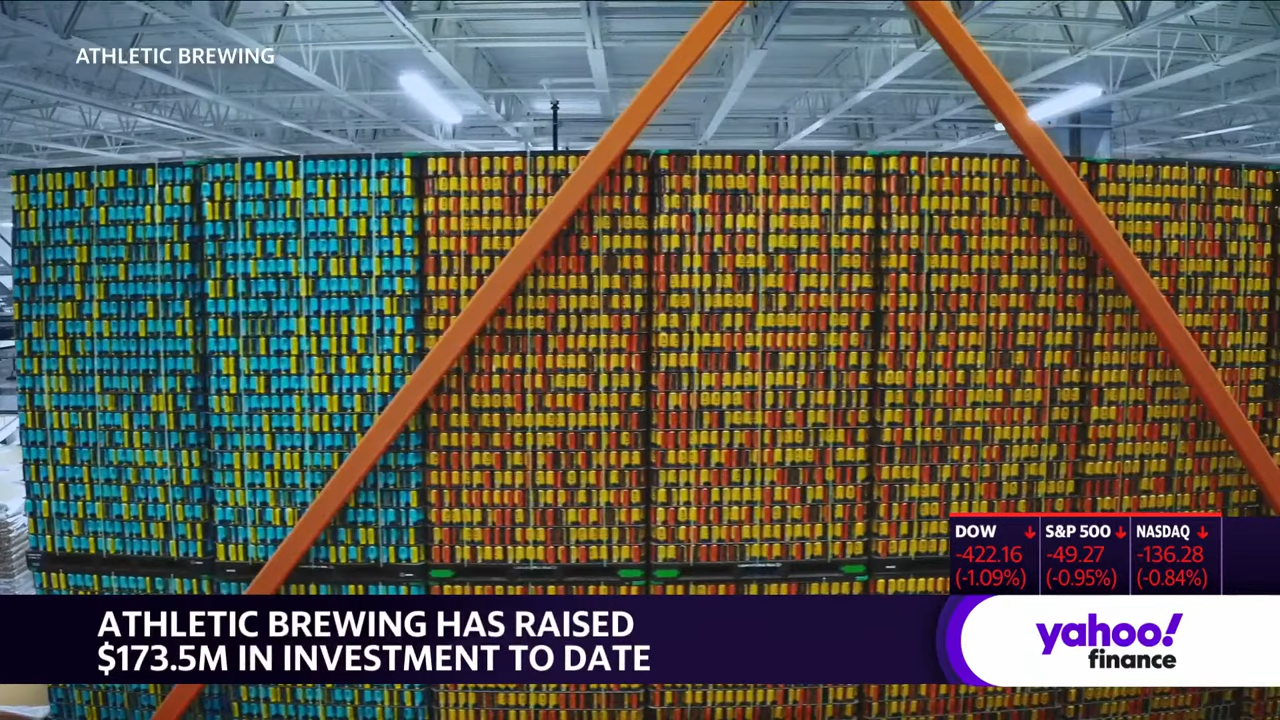 ATHLETIC BREWING
DOW
-422.16
(-1.09%)
S&P 500
-49.27
(-0.95%)
NASDAQ
-136.28
(-0.84%)
ATHLETIC BREWING HAS RAISED
$173.5M IN INVESTMENT TO DATE
yahoo!
finance